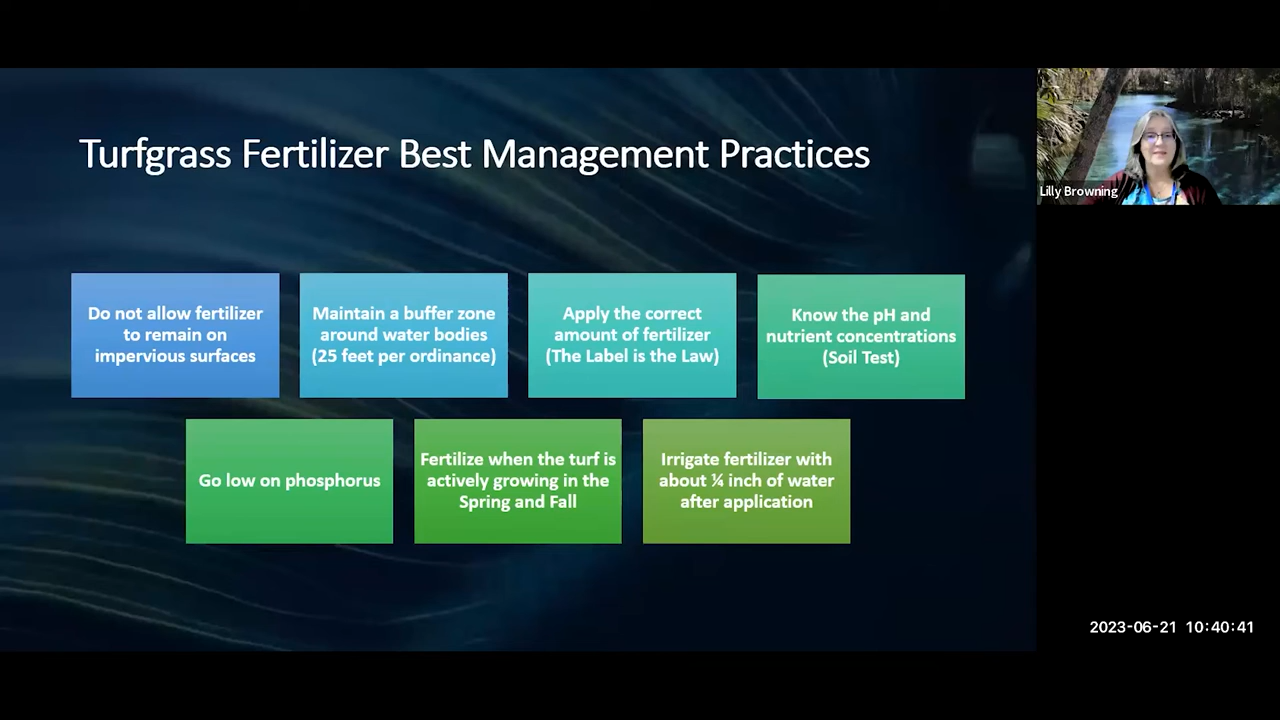 Turfgrass Fertilizer Best Management Practices
Lilly Browning
Do not allow fertilizer
to remain on
impervious surfaces
Maintain a buffer zone
around water bodies
(25 feet per ordinance)
Apply the correct
amount of fertilizer
(The Label is the Law)
Know the pH and
nutrient concentrations
(Soil Test)
Go low on phosphorus
Fertilize when the turf is
actively growing in the
Spring and Fall
Irrigate fertilizer with
about ¼ inch of water
after application
2023-06-21 10:40:41